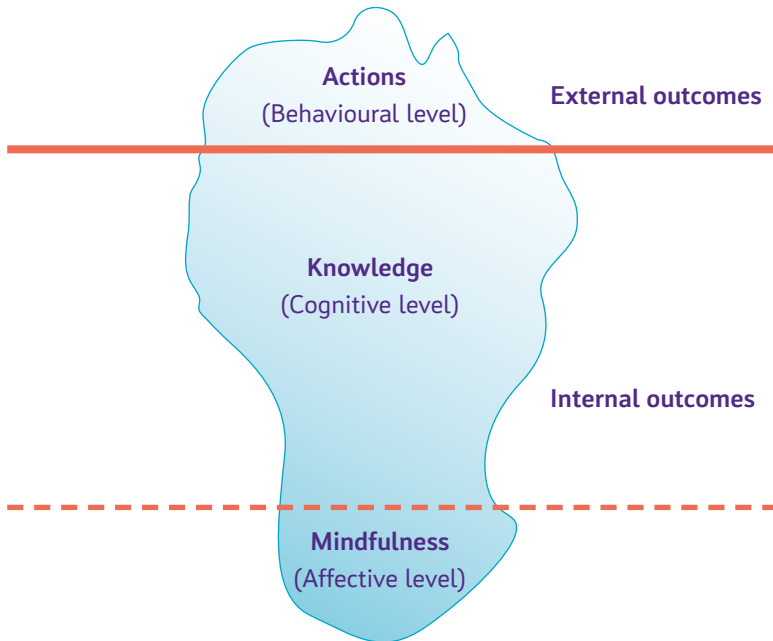 Actions
(Behavioural level)
External outcomes
Knowledge
(Cognitive level)
Internal outcomes
Mindfulness
(Affective level)